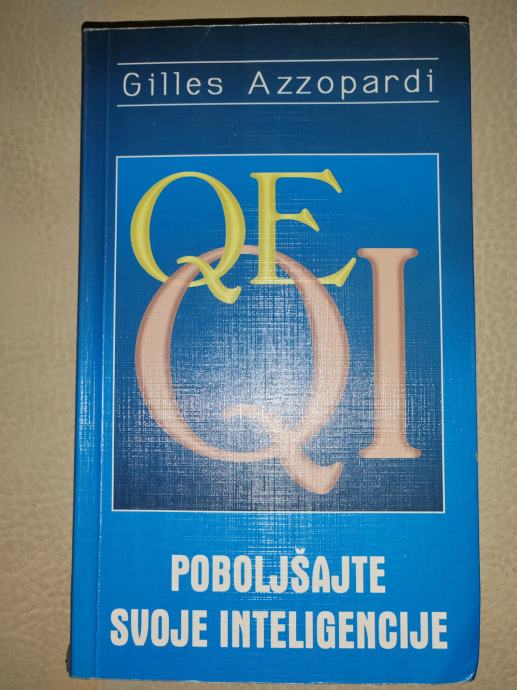 Gilles Azzopardi
QE
QI
POBOLJŠAJTE
SVOJE INTELIGENCIJE